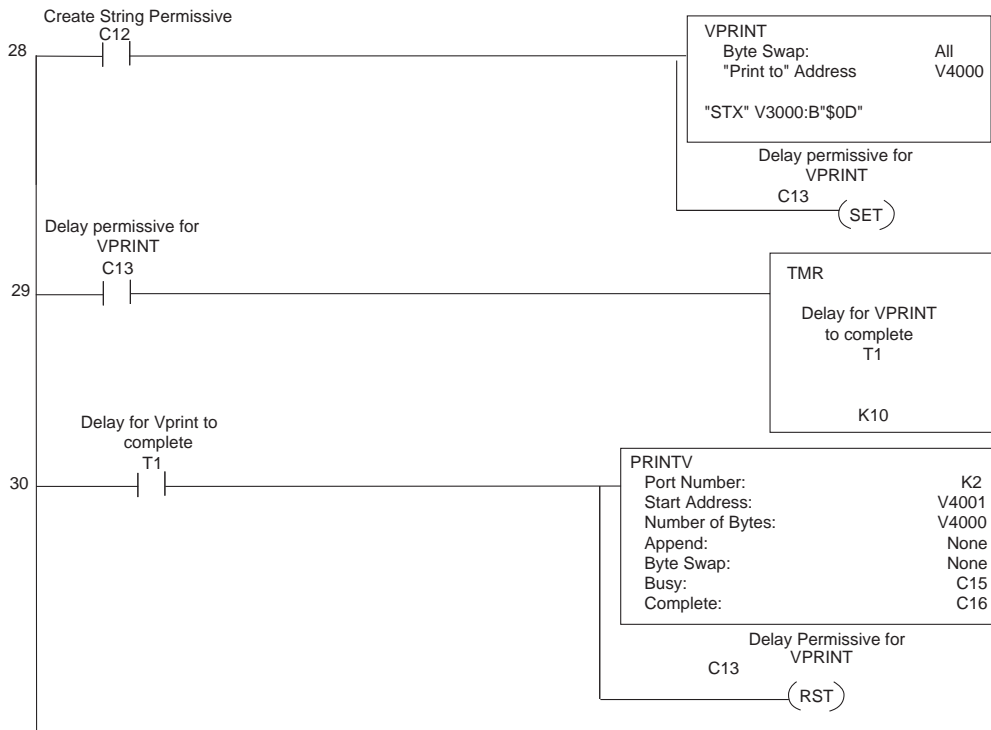 Create String Permissive
C12
28
VPRINT
Byte Swap: All
"Print to" Address V4000
"STX" V3000:B"$0D"
Delay permissive for
VPRINT
C13
SET
Delay permissive for
VPRINT
C13
29
TMR
Delay for VPRINT
to complete
T1
K10
Delay for Vprint to
complete
T1
30
PRINTV
Port Number: K2
Start Address: V4001
Number of Bytes: V4000
Append: None
Byte Swap: None
Busy: C15
Complete: C16
Delay Permissive for
VPRINT
C13
RST